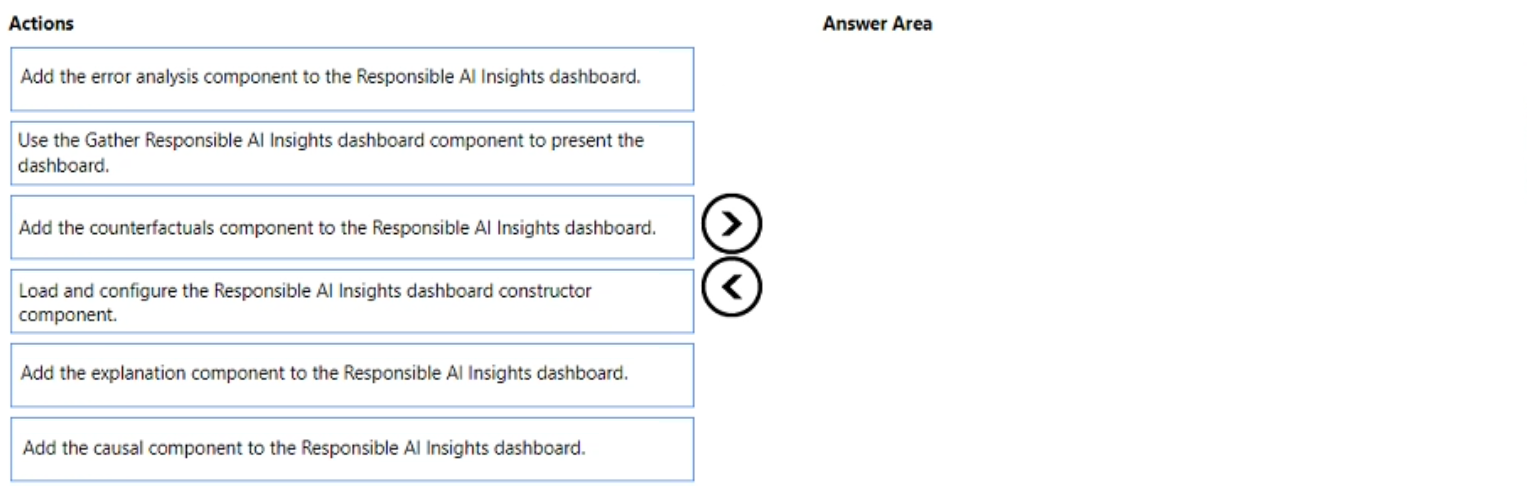 Actions
Answer Area
Add the error analysis component to the Responsible AI Insights dashboard.
Use the Gather Responsible AI Insights dashboard component to present the
dashboard.
Add the counterfactuals component to the Responsible AI Insights dashboard.
Load and configure the Responsible AI Insights dashboard constructor
component.
Add the explanation component to the Responsible AI Insights dashboard.
Add the causal component to the Responsible AI Insights dashboard.